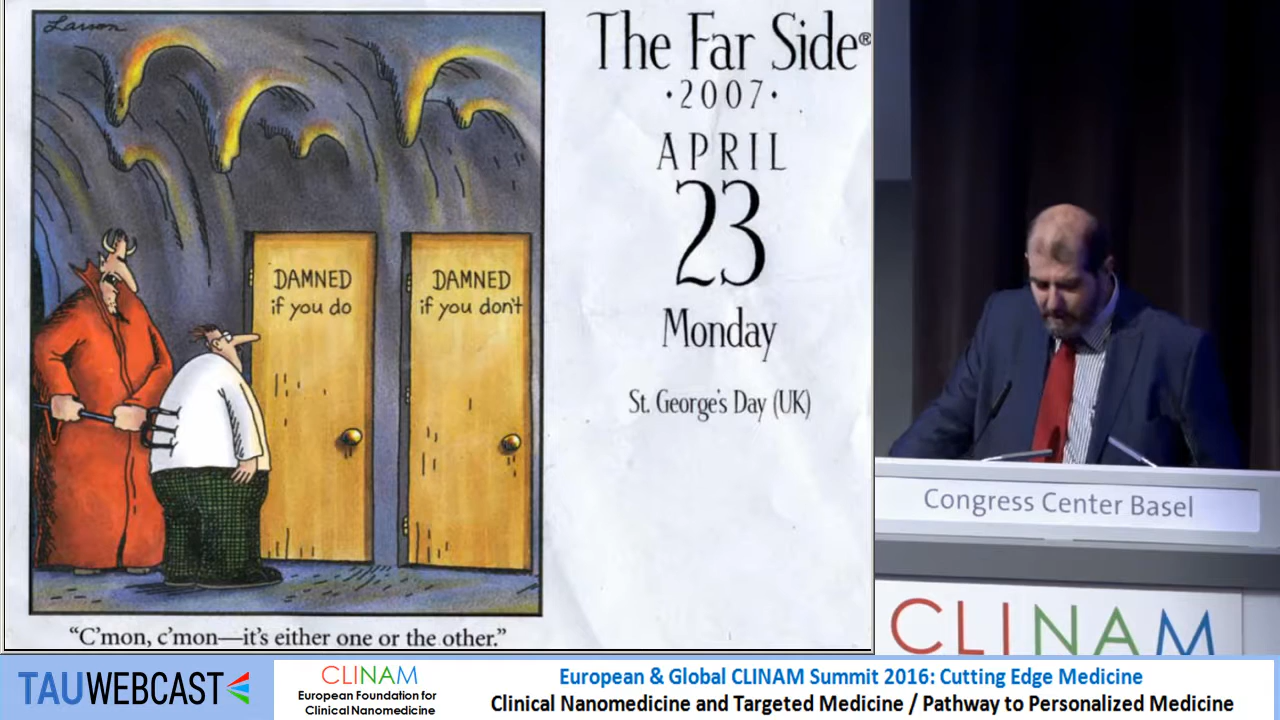 Larson
DAMNED
if you do
DAMNED
if you don't
"C'mon, c'mon—it's either one or the other."
The Far Side®
·2007·
APRIL
23
Monday
St. George's Day (UK)
Congress Center Basel
CLINAM
TAUWEBCAST
CLINAM
European Foundation for
Clinical Nanomedicine
European & Global CLINAM Summit 2016: Cutting Edge Medicine
Clinical Nanomedicine and Targeted Medicine / Pathway to Personalized Medicine